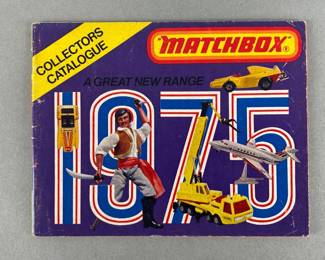 COLLECTORS
CATALOGUE
"MATCHBOX"®
A GREAT NEW RANGE
1975